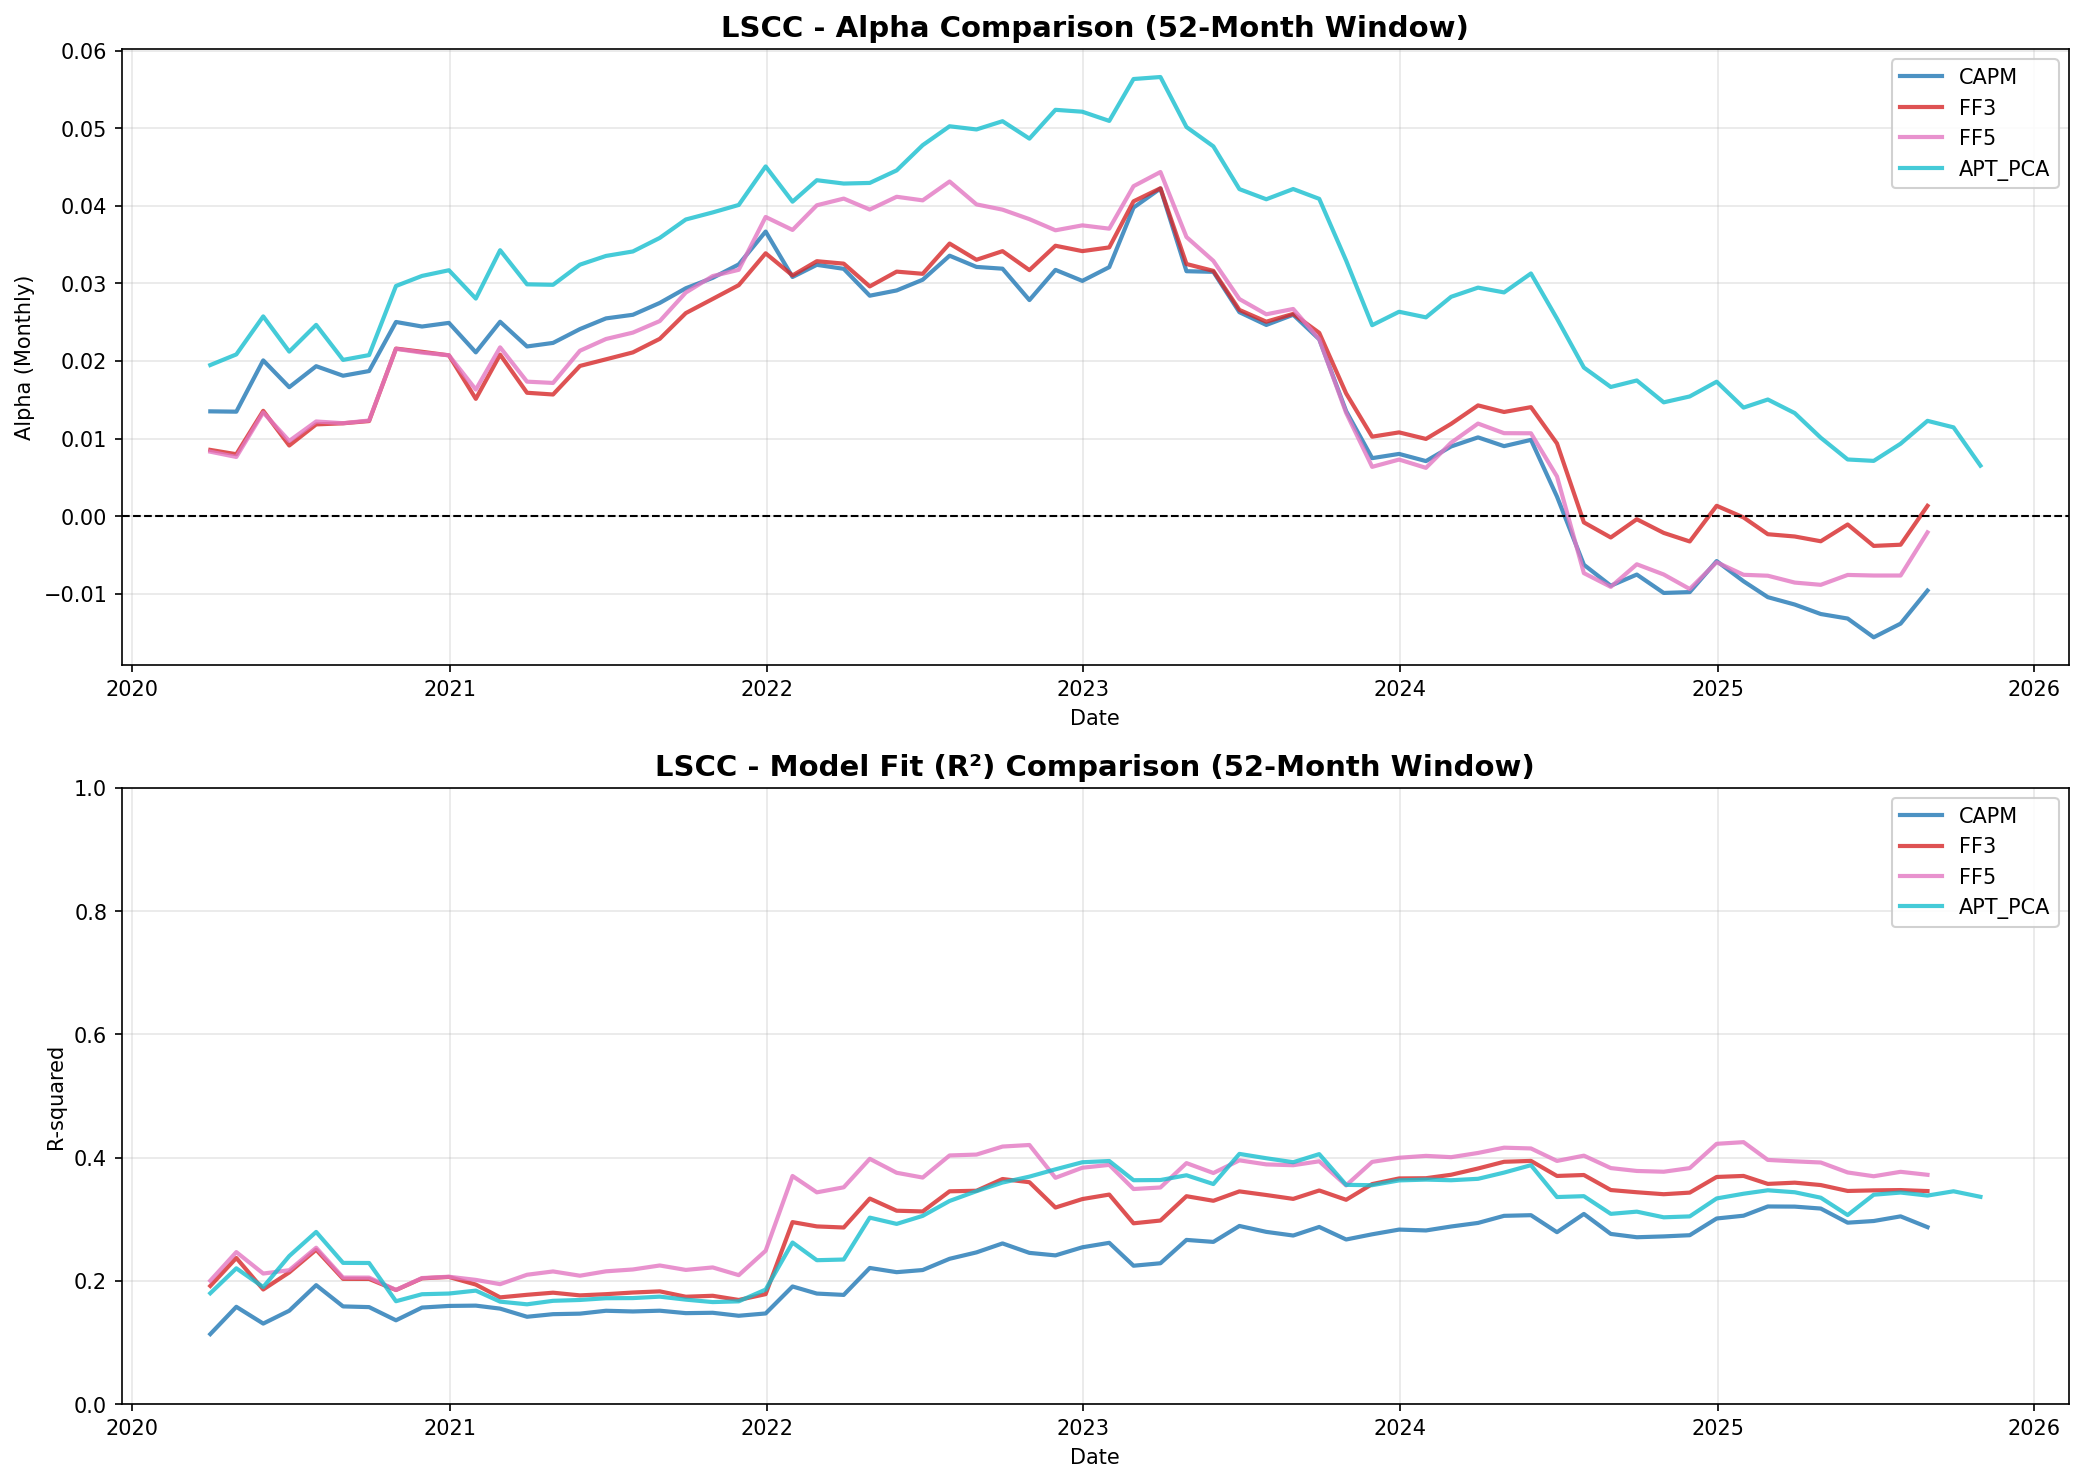 LSCC - Alpha Comparison (52-Month Window)
0.06
0.05
0.04
0.03
0.02
0.01
0.00
−0.01
Alpha (Monthly)
CAPM
FF3
FF5
APT_PCA
2020 2021 2022 2023 2024 2025 2026
Date
LSCC - Model Fit (R²) Comparison (52-Month Window)
1.0
0.8
0.6
0.4
0.2
0.0
R-squared
CAPM
FF3
FF5
APT_PCA
2020 2021 2022 2023 2024 2025 2026
Date